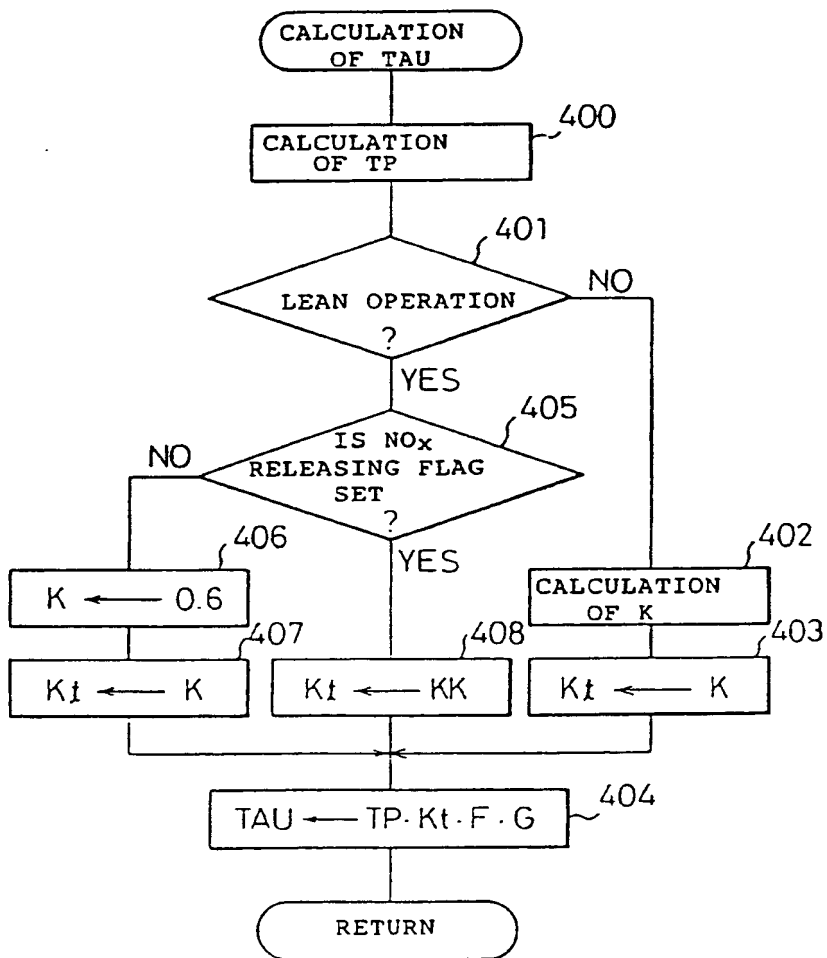 CALCULATION
OF TAU
400
CALCULATION
OF TP
401
LEAN OPERATION
?
NO
YES
405
IS NOx
RELEASING FLAG
SET
?
NO
YES
406
K ← 0.6
402
CALCULATION
OF K
407
Kt ← K
408
Kt ← KK
403
Kt ← K
404
TAU ← TP · Kt · F · G
RETURN